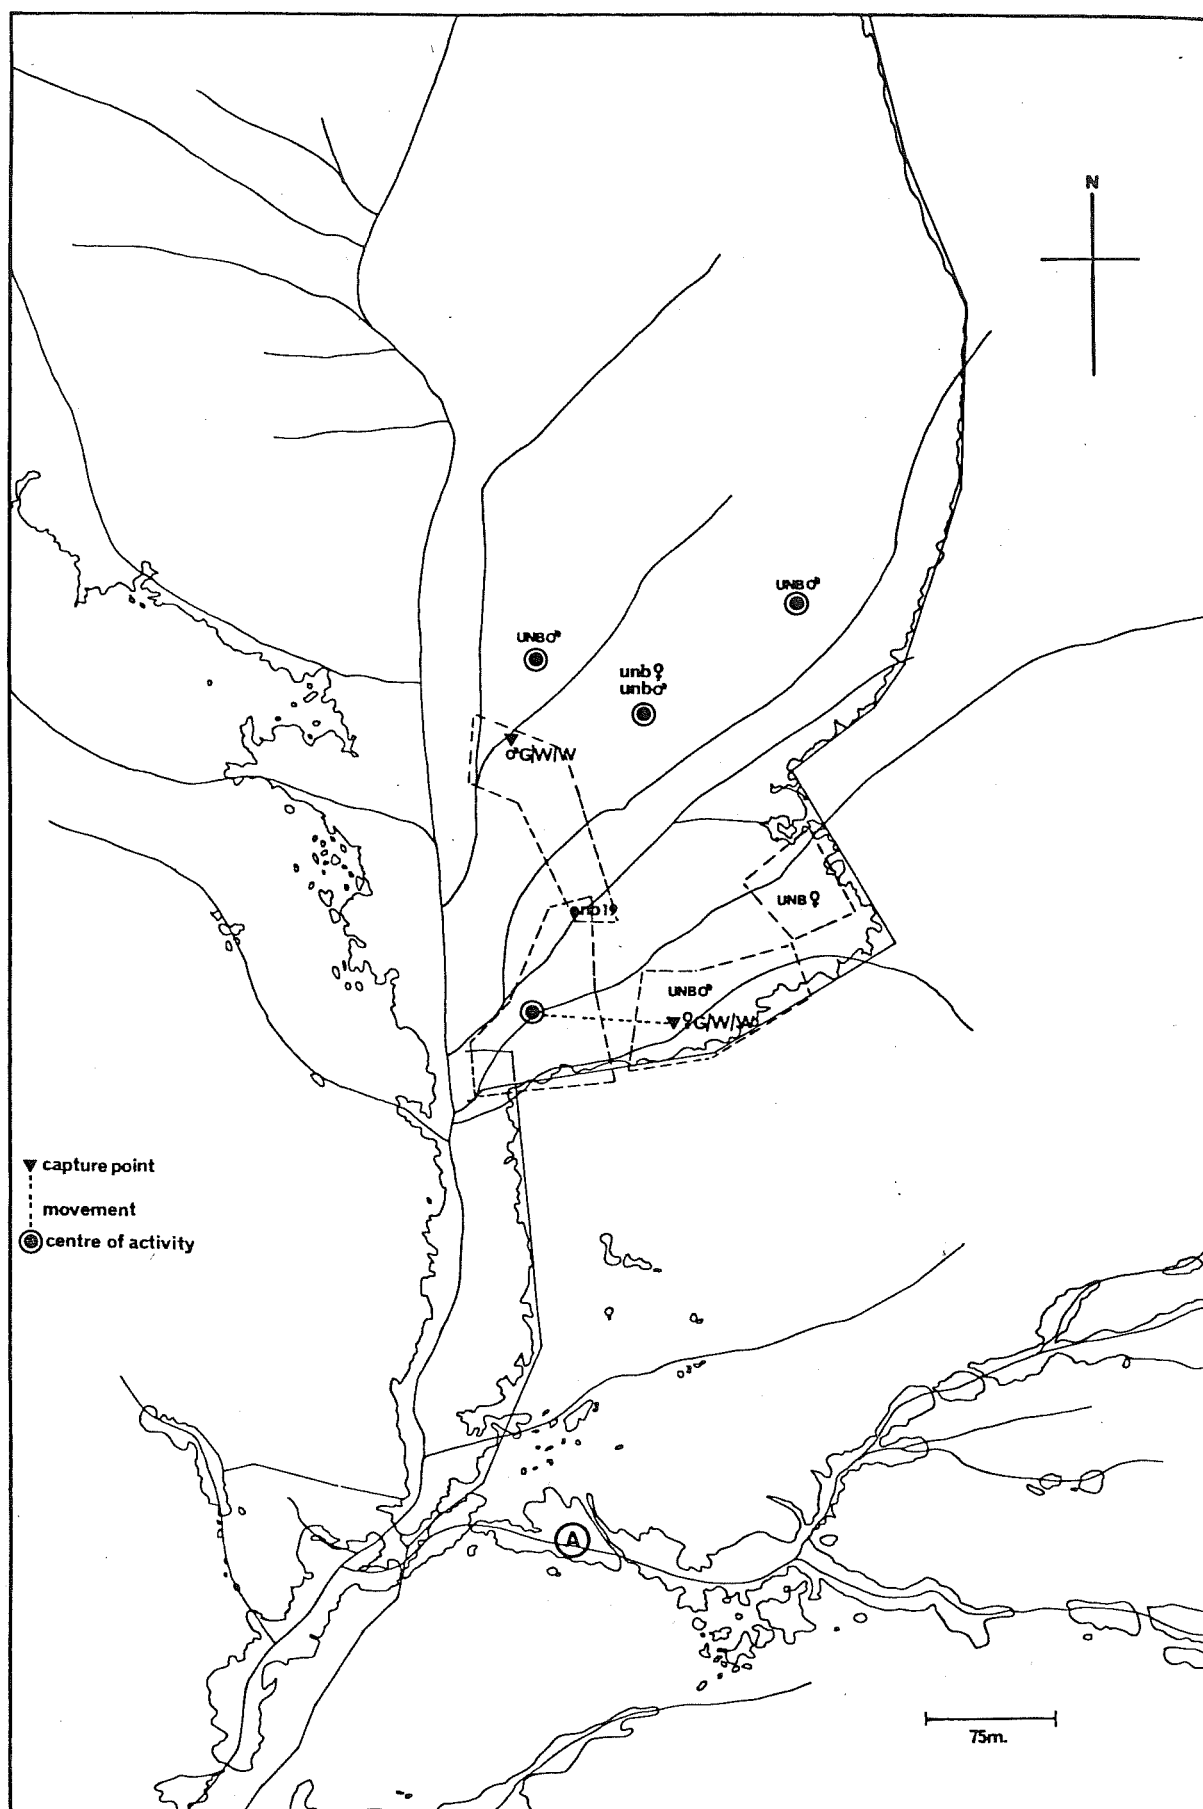 N
UNB♂
UNB♂
unb♀
unb♂
♂G/W/W
UNB♀
UNB♂
♀G/W/W
capture point
movement
centre of activity
A
75m.